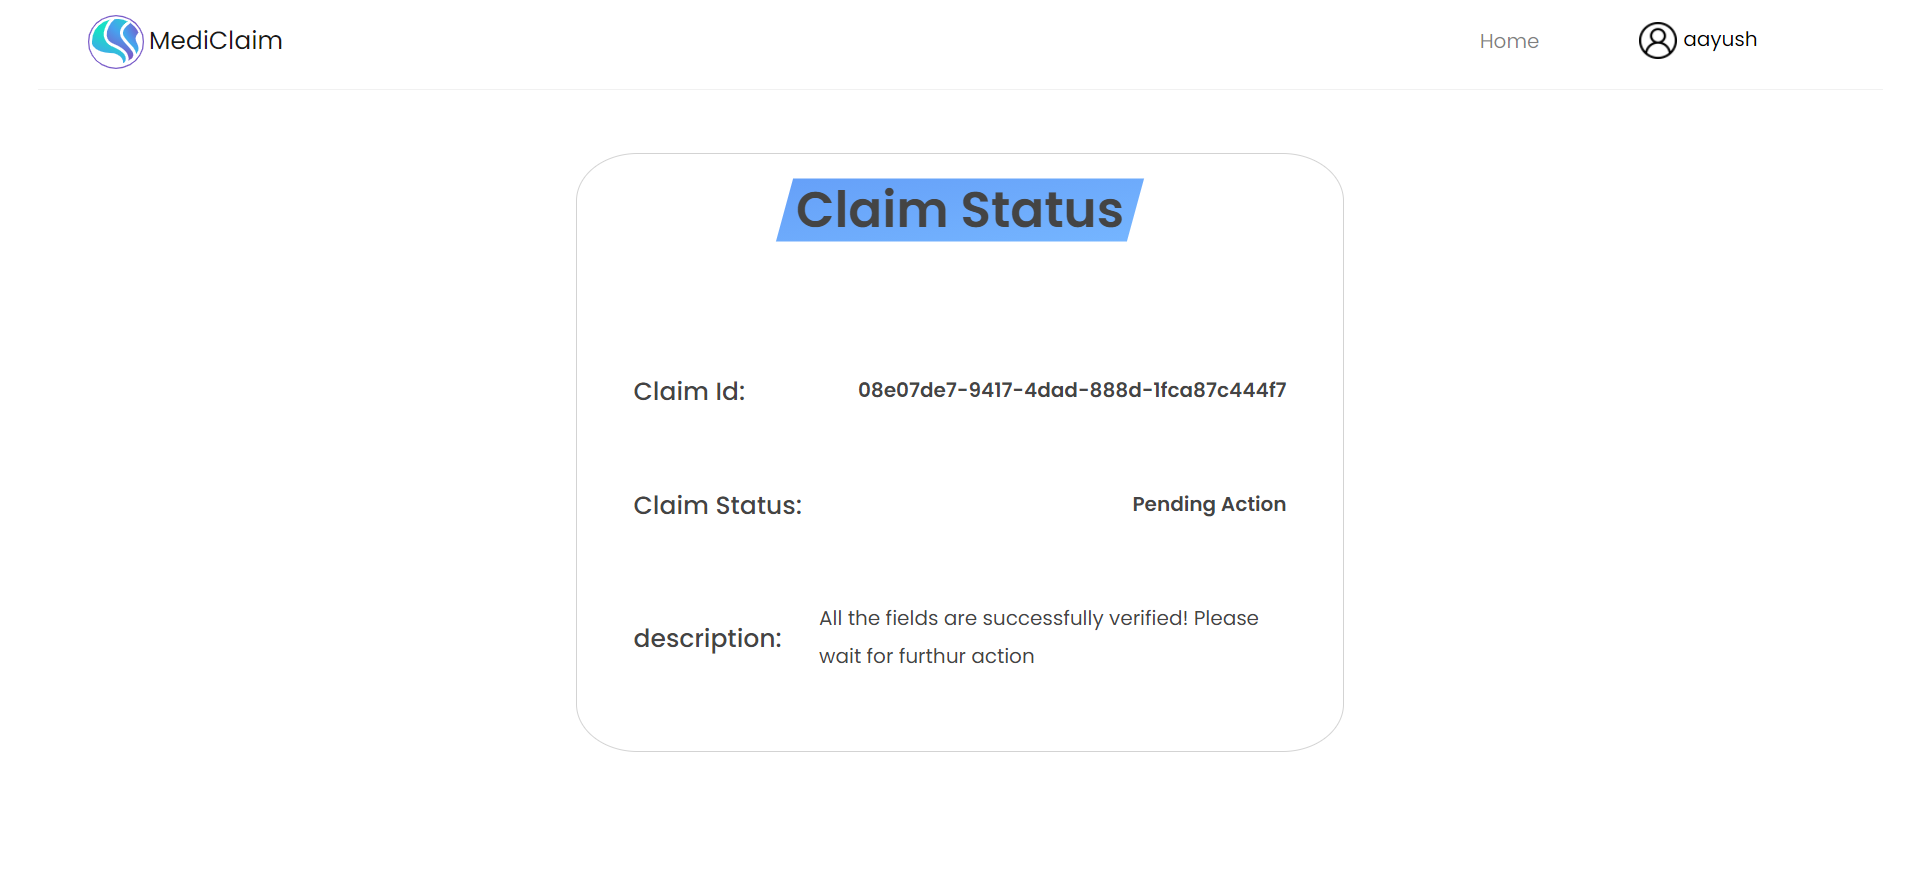 MediClaim
Home
aayush
Claim Status
Claim Id:
08e07de7-9417-4dad-888d-1fca87c444f7
Claim Status:
Pending Action
description:
All the fields are successfully verified! Please
wait for furthur action